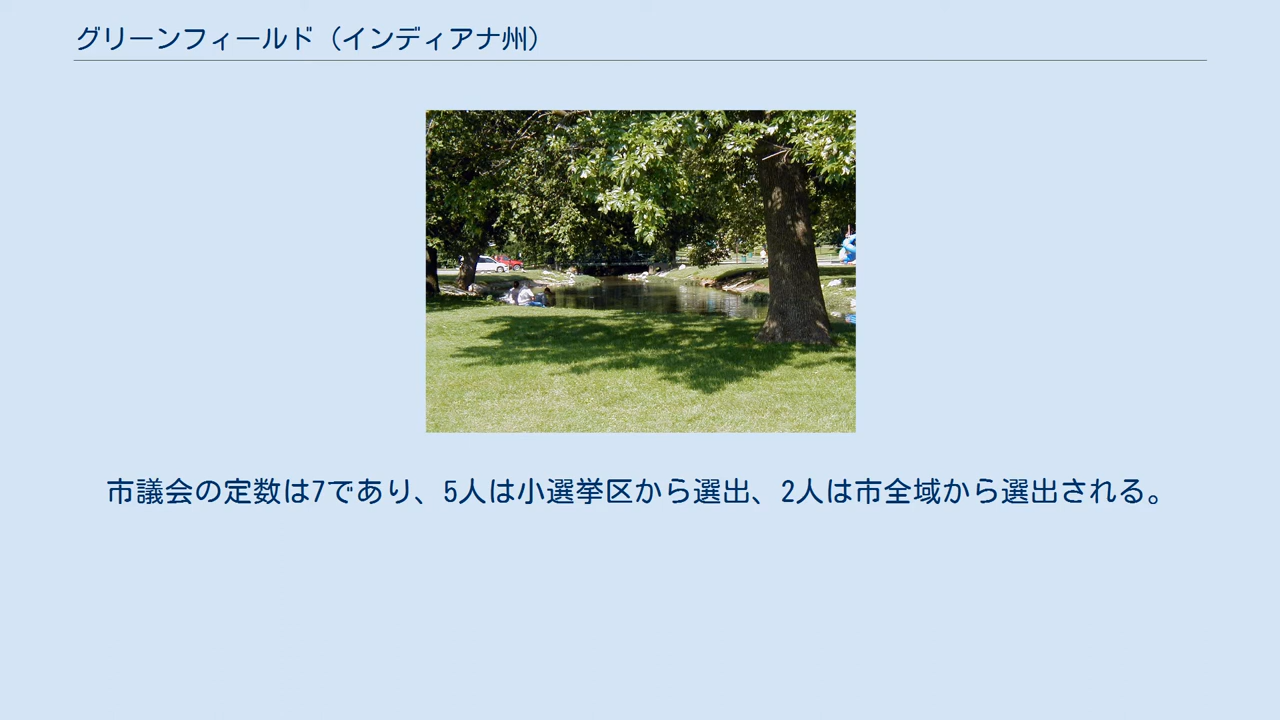 グリーンフィールド（インディアナ州）
市議会の定数は7であり、5人は小選挙区から選出、2人は市全域から選出される。